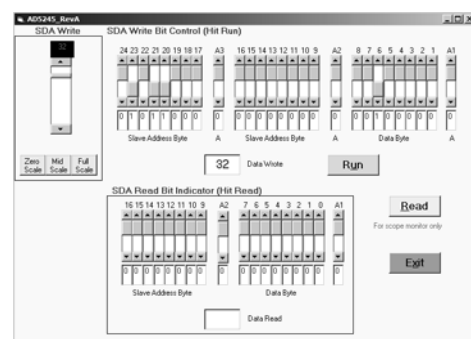 AD5245_RevA
SDA Write
SDA Write Bit Control (Hit Run)
32
24 23 22 21 20 19 18 17
A3
16 15 14 13 12 11 10 9
A2
8 7 6 5 4 3 2 1
A1
0 1 0 1 1 0 0 0
0
0 0 0 0 0 0 0 0
0
0 0 1 0 0 0 0 0
0
Slave Address Byte
A
Slave Address Byte
A
Data Byte
A
Zero Scale
Mid Scale
Full Scale
32
Data Wrote
Run
SDA Read Bit Indicator (Hit Read)
16 15 14 13 12 11 10 9
A2
7 6 5 4 3 2 1 0
A1
0 0 0 0 0 0 0 0
0
0 0 0 0 0 0 0 0
0
Slave Address Byte
Data Byte
Data Read
Read
For scope monitor only
Exit